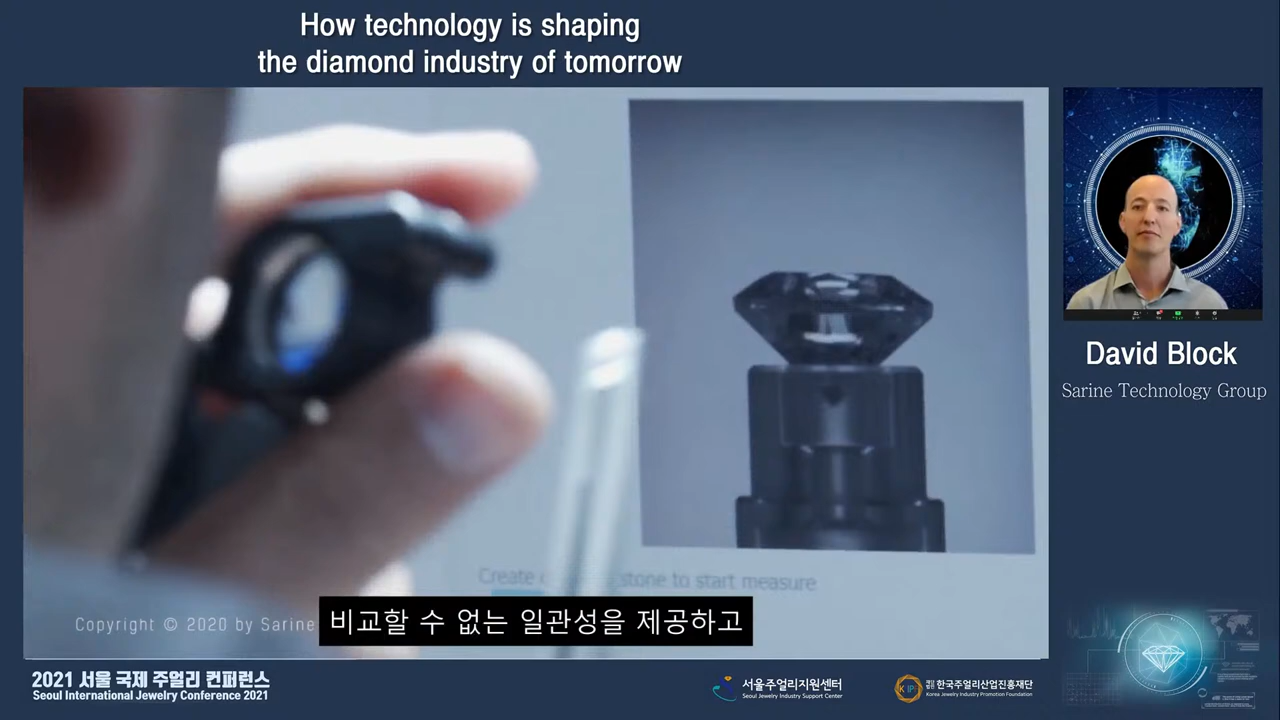 How technology is shaping
the diamond industry of tomorrow
David Block
Sarine Technology Group
stone to start measure
Copyright © 2020 by Sarine
비교할 수 없는 일관성을 제공하고
2021 서울 국제 주얼리 컨퍼런스
Seoul International Jewelry Conference 2021
서울주얼리지원센터
Seoul Jewelry Industry Support Center
재단법인 한국주얼리산업진흥재단
Korea Jewelry Industry Promotion Foundation